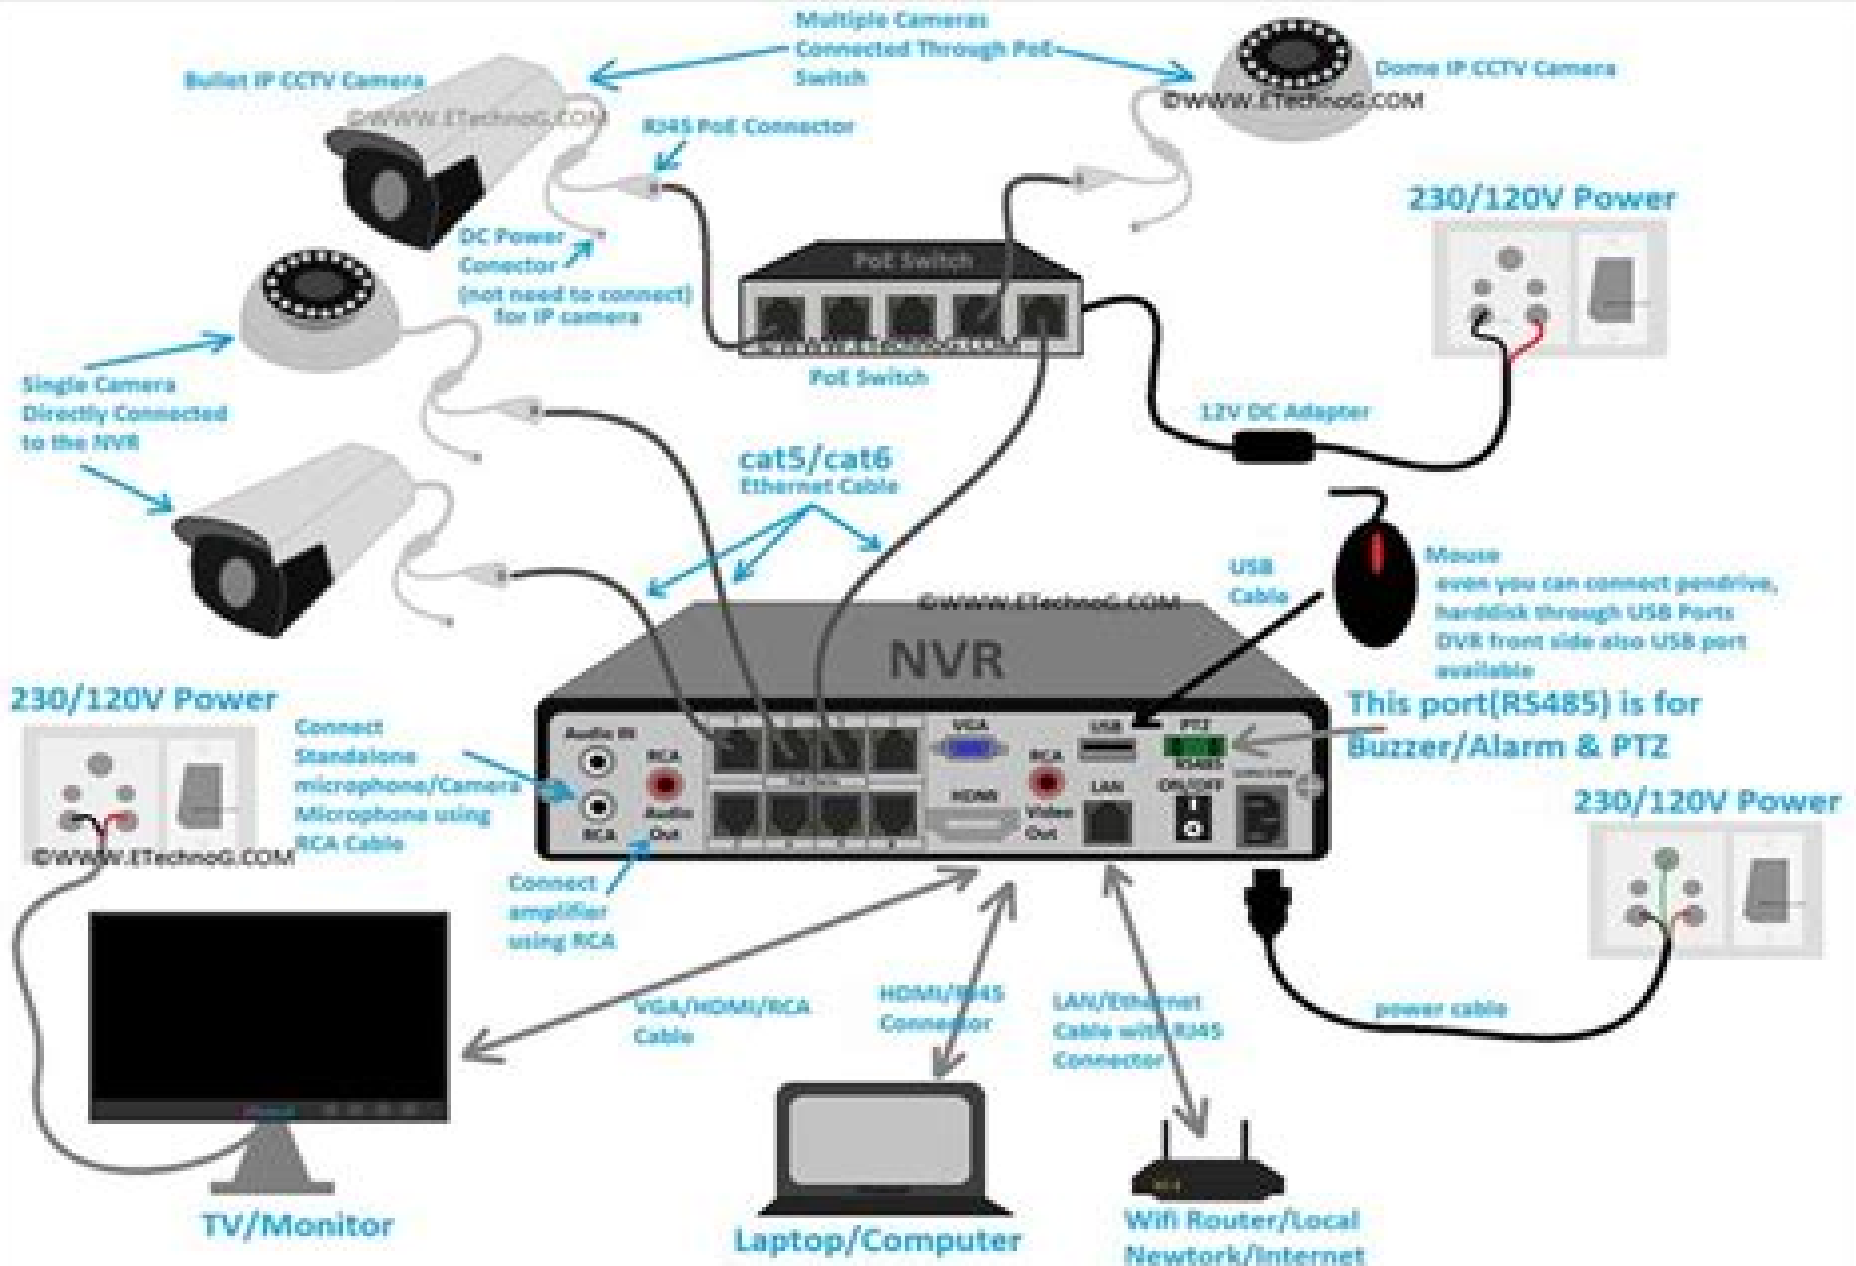 Multiple Cameras
Connected Through PoE
Switch
Bullet IP CCTV Camera
Dome IP CCTV Camera
©WWW.ETechnoG.COM
©WWW.ETechnoG.COM
RJ45 PoE Connector
230/120V Power
DC Power
Conector
(not need to connect)
for IP camera
PoE Switch
PoE Switch
Single Camera
Directly Connected
to the NVR
12V DC Adapter
cat5/cat6
Ethernet Cable
USB
Cable
Mouse
even you can connect pendrive,
harddisk through USB Ports
DVR front side also USB port
available
©WWW.ETechnoG.COM
NVR
230/120V Power
This port(RS485) is for
Buzzer/Alarm & PTZ
Connect
Standalone
microphone/Camera
Microphone using
RCA Cable
Audio IN
RCA
RCA
Audio
Out
VGA
HDMI
RCA
Video
Out
USB
LAN
PTZ
RS485
ON/OFF
230/120V Power
©WWW.ETechnoG.COM
Connect
amplifier
using RCA
VGA/HDMI/RCA
Cable
HDMI/RJ45
Connector
LAN/Ethernet
Cable with RJ45
Connector
power cable
TV/Monitor
Laptop/Computer
Wifi Router/Local
Newtork/Internet